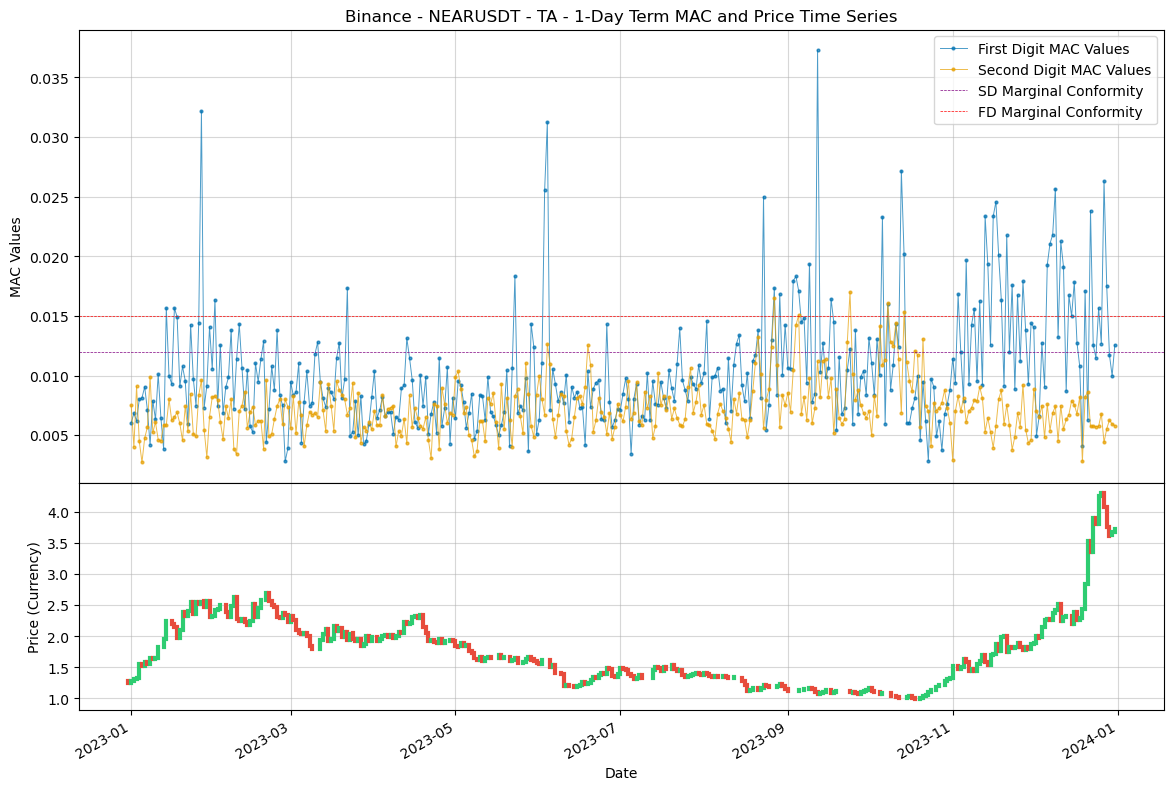 Binance - NEARUSDT - TA - 1-Day Term MAC and Price Time Series
First Digit MAC Values
Second Digit MAC Values
SD Marginal Conformity
FD Marginal Conformity
MAC Values
0.035
0.030
0.025
0.020
0.015
0.010
0.005
Price (Currency)
4.0
3.5
3.0
2.5
2.0
1.5
1.0
2023-01
2023-03
2023-05
2023-07
2023-09
2023-11
2024-01
Date